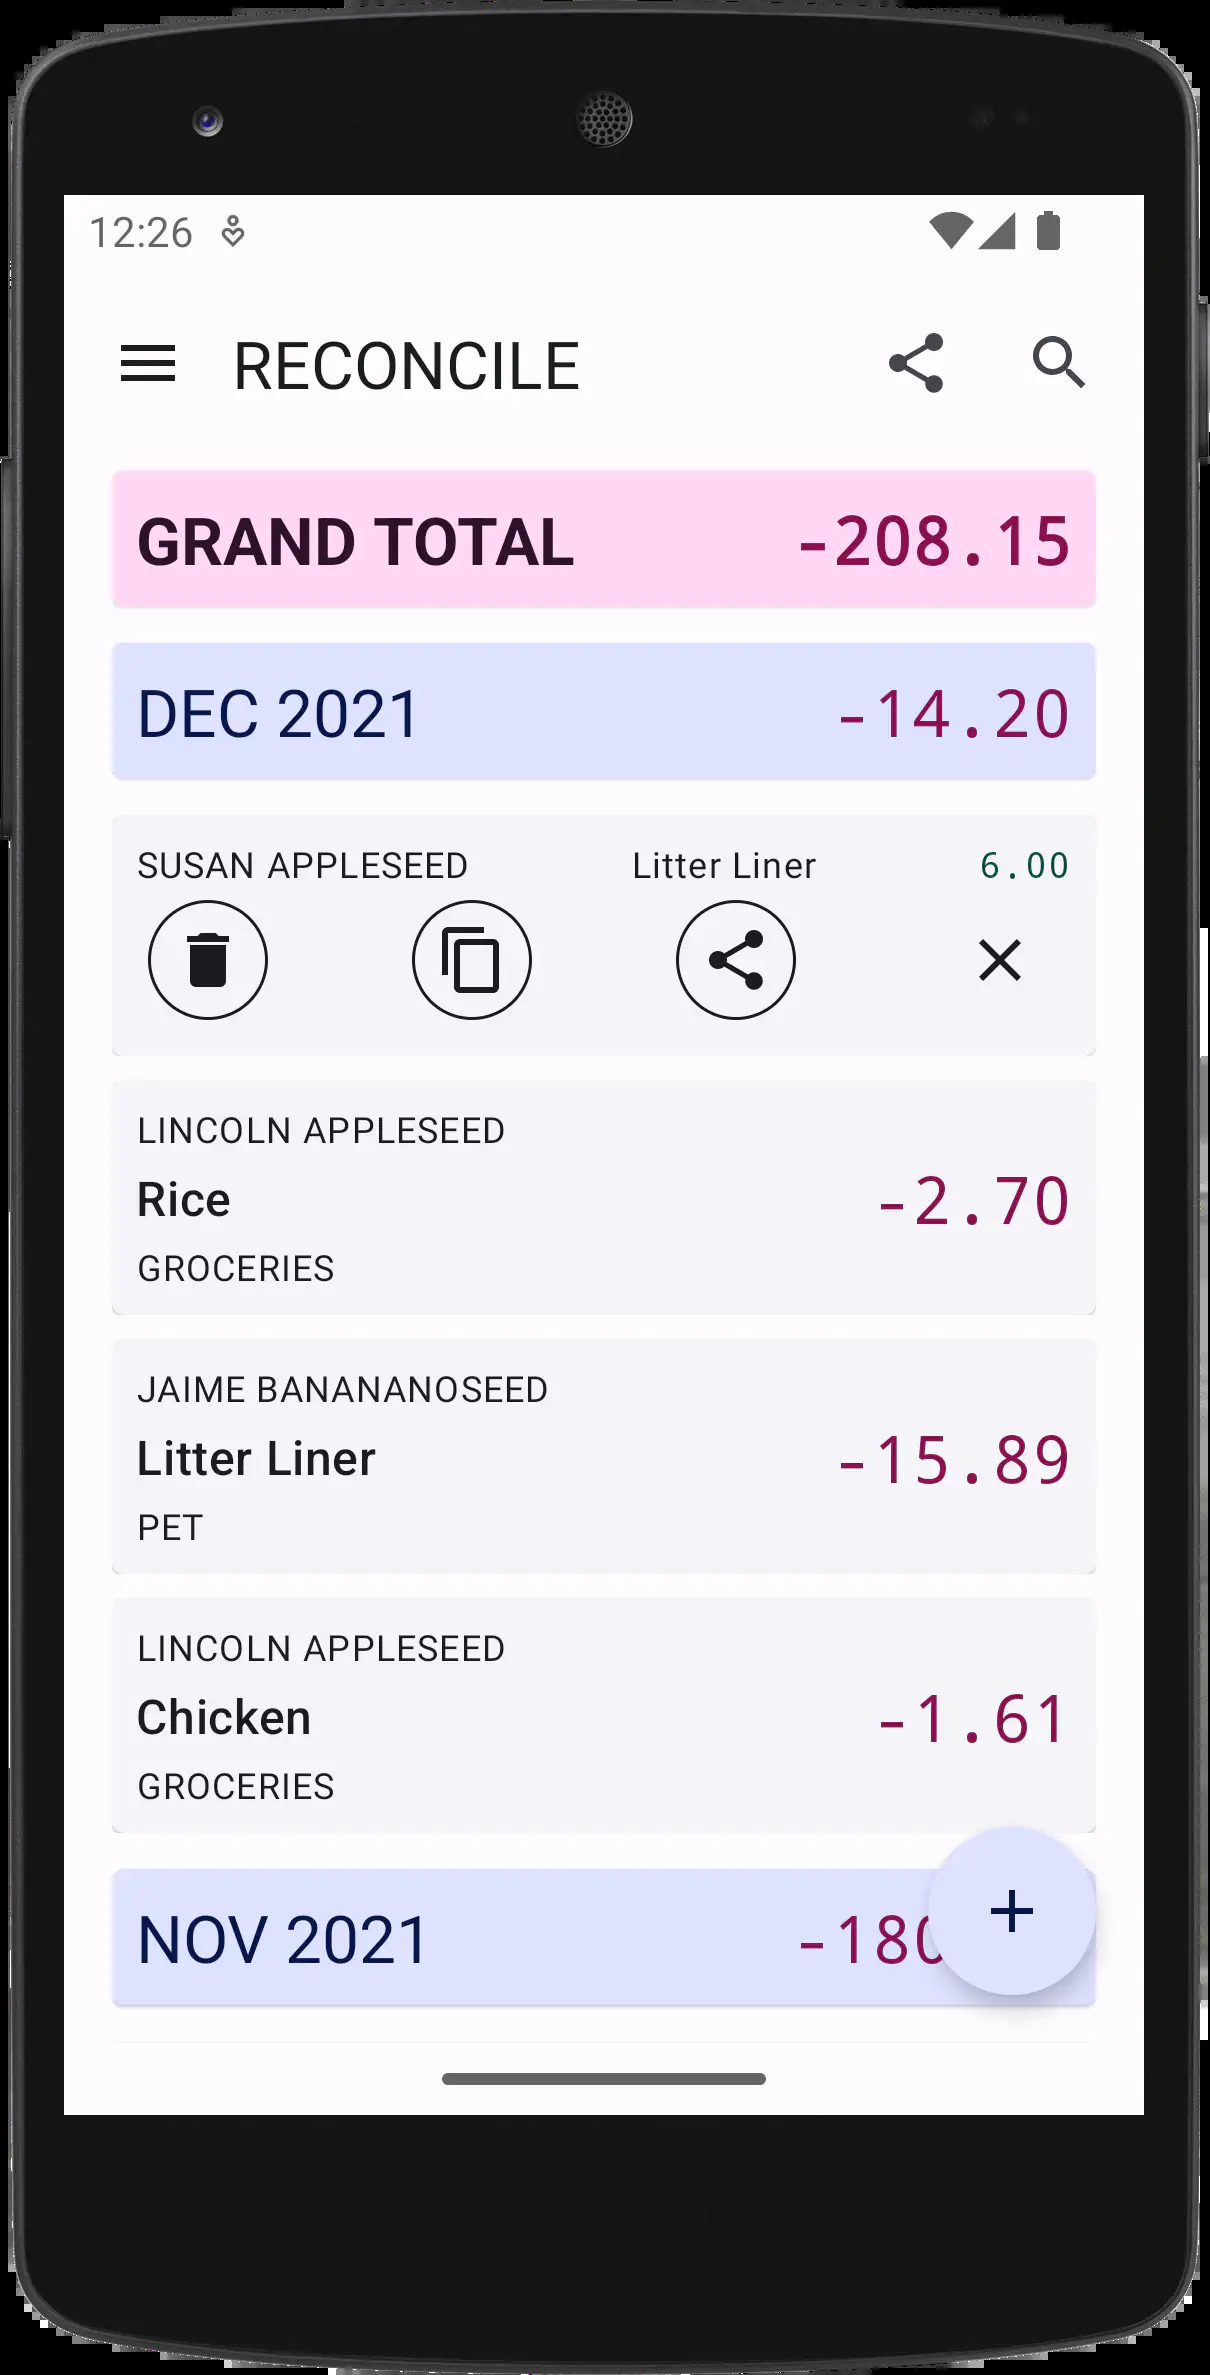 12:26
RECONCILE
GRAND TOTAL -208.15
DEC 2021 -14.20
SUSAN APPLESEED Litter Liner 6.00
LINCOLN APPLESEED
Rice -2.70
GROCERIES
JAIME BANANANOSEED
Litter Liner -15.89
PET
LINCOLN APPLESEED
Chicken -1.61
GROCERIES
NOV 2021 -180